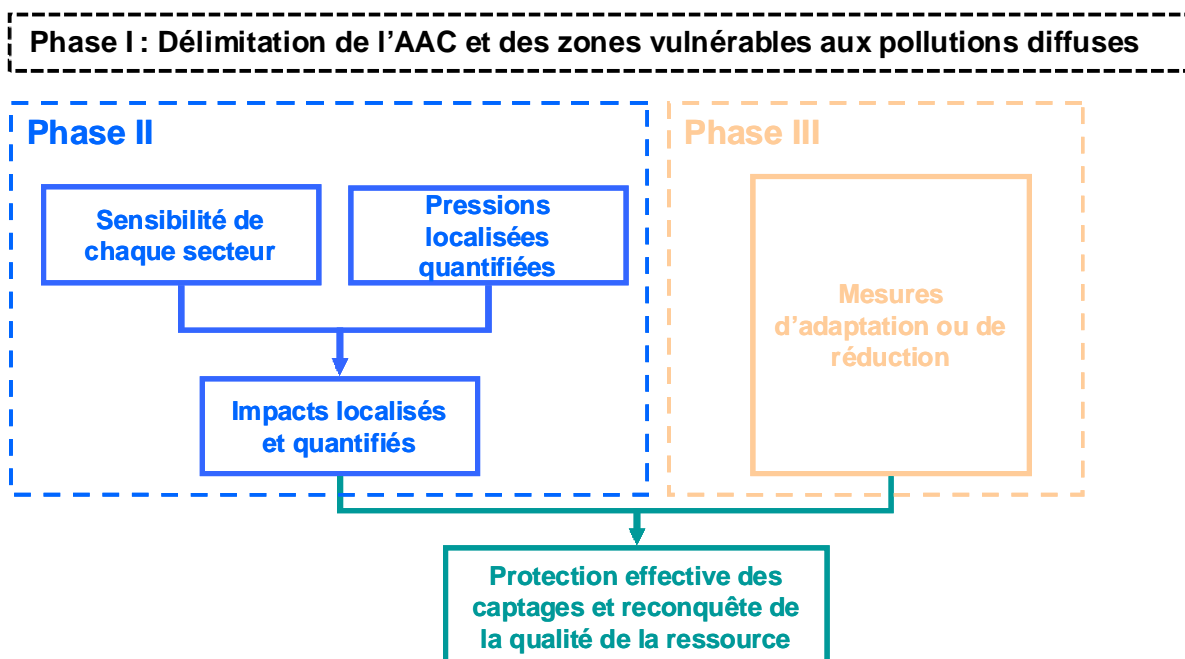 Phase I : Délimitation de l’AAC et des zones vulnérables aux pollutions diffuses
Phase II
Sensibilité de
chaque secteur
Pressions
localisées
quantifiées
Impacts localisés
et quantifiés
Phase III
Mesures
d’adaptation ou de
réduction
Protection effective des
captages et reconquête de
la qualité de la ressource